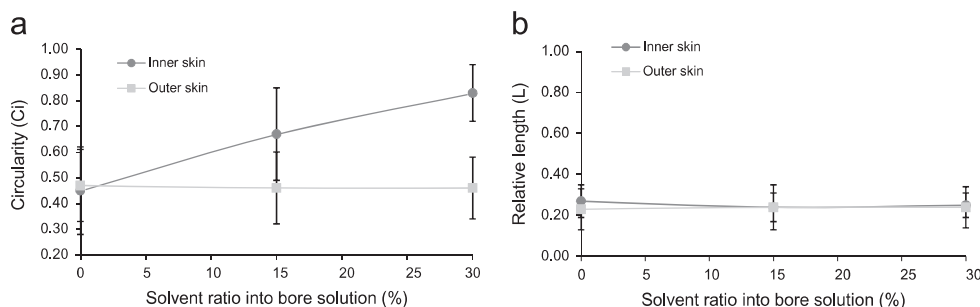 a
1.00
0.90
0.80
0.70
0.60
0.50
0.40
0.30
0.20
Circularity (Ci)
Inner skin
Outer skin
0 5 10 15 20 25 30
Solvent ratio into bore solution (%)
b
1.00
0.80
0.60
0.40
0.20
0.00
Relative length (L)
Inner skin
Outer skin
0 5 10 15 20 25 30
Solvent ratio into bore solution (%)